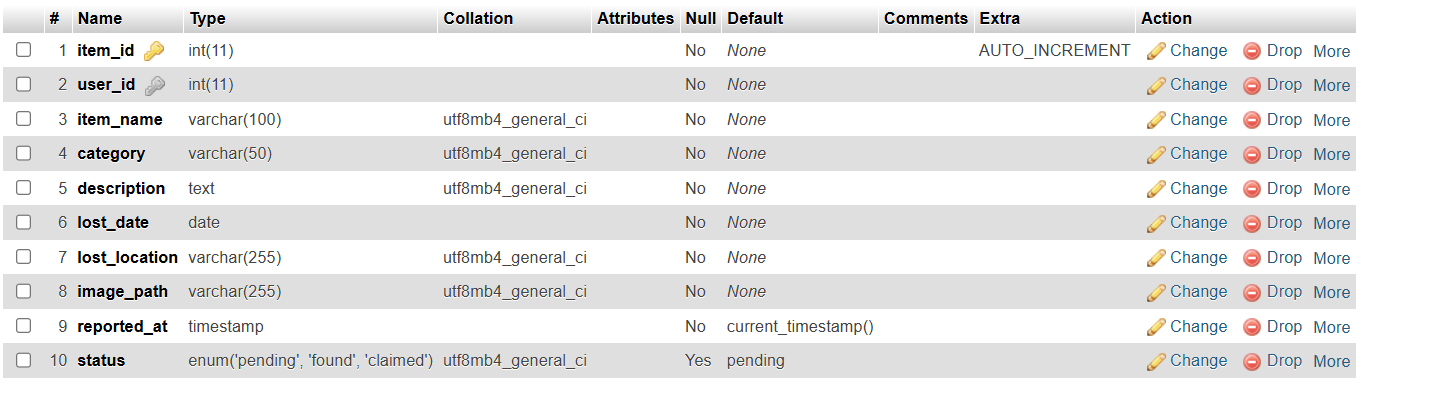 # Name Type Collation Attributes Null Default Comments Extra Action
1 item_id int(11) No None AUTO_INCREMENT Change Drop More
2 user_id int(11) No None Change Drop More
3 item_name varchar(100) utf8mb4_general_ci No None Change Drop More
4 category varchar(50) utf8mb4_general_ci No None Change Drop More
5 description text utf8mb4_general_ci No None Change Drop More
6 lost_date date No None Change Drop More
7 lost_location varchar(255) utf8mb4_general_ci No None Change Drop More
8 image_path varchar(255) utf8mb4_general_ci No None Change Drop More
9 reported_at timestamp No current_timestamp() Change Drop More
10 status enum('pending', 'found', 'claimed') utf8mb4_general_ci Yes pending Change Drop More